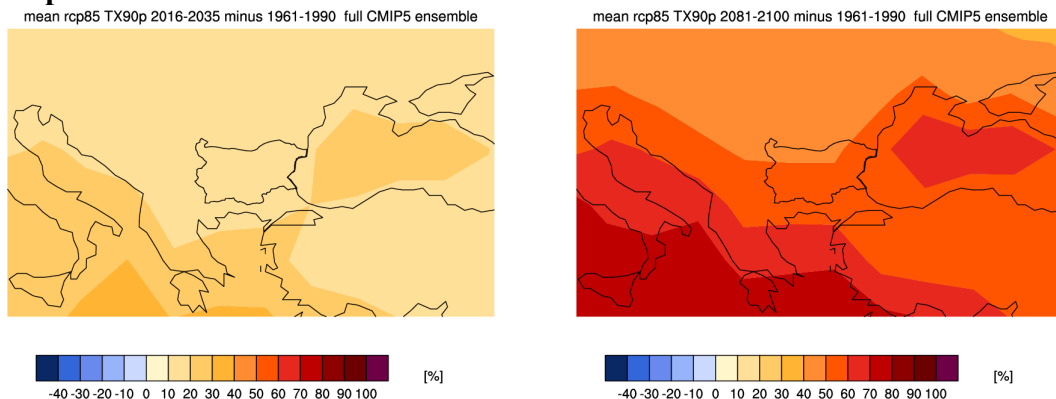 mean rcp85 TX90p 2016-2035 minus 1961-1990 full CMIP5 ensemble
mean rcp85 TX90p 2081-2100 minus 1961-1990 full CMIP5 ensemble
-40 -30 -20 -10 0 10 20 30 40 50 60 70 80 90 100
[%]
-40 -30 -20 -10 0 10 20 30 40 50 60 70 80 90 100
[%]